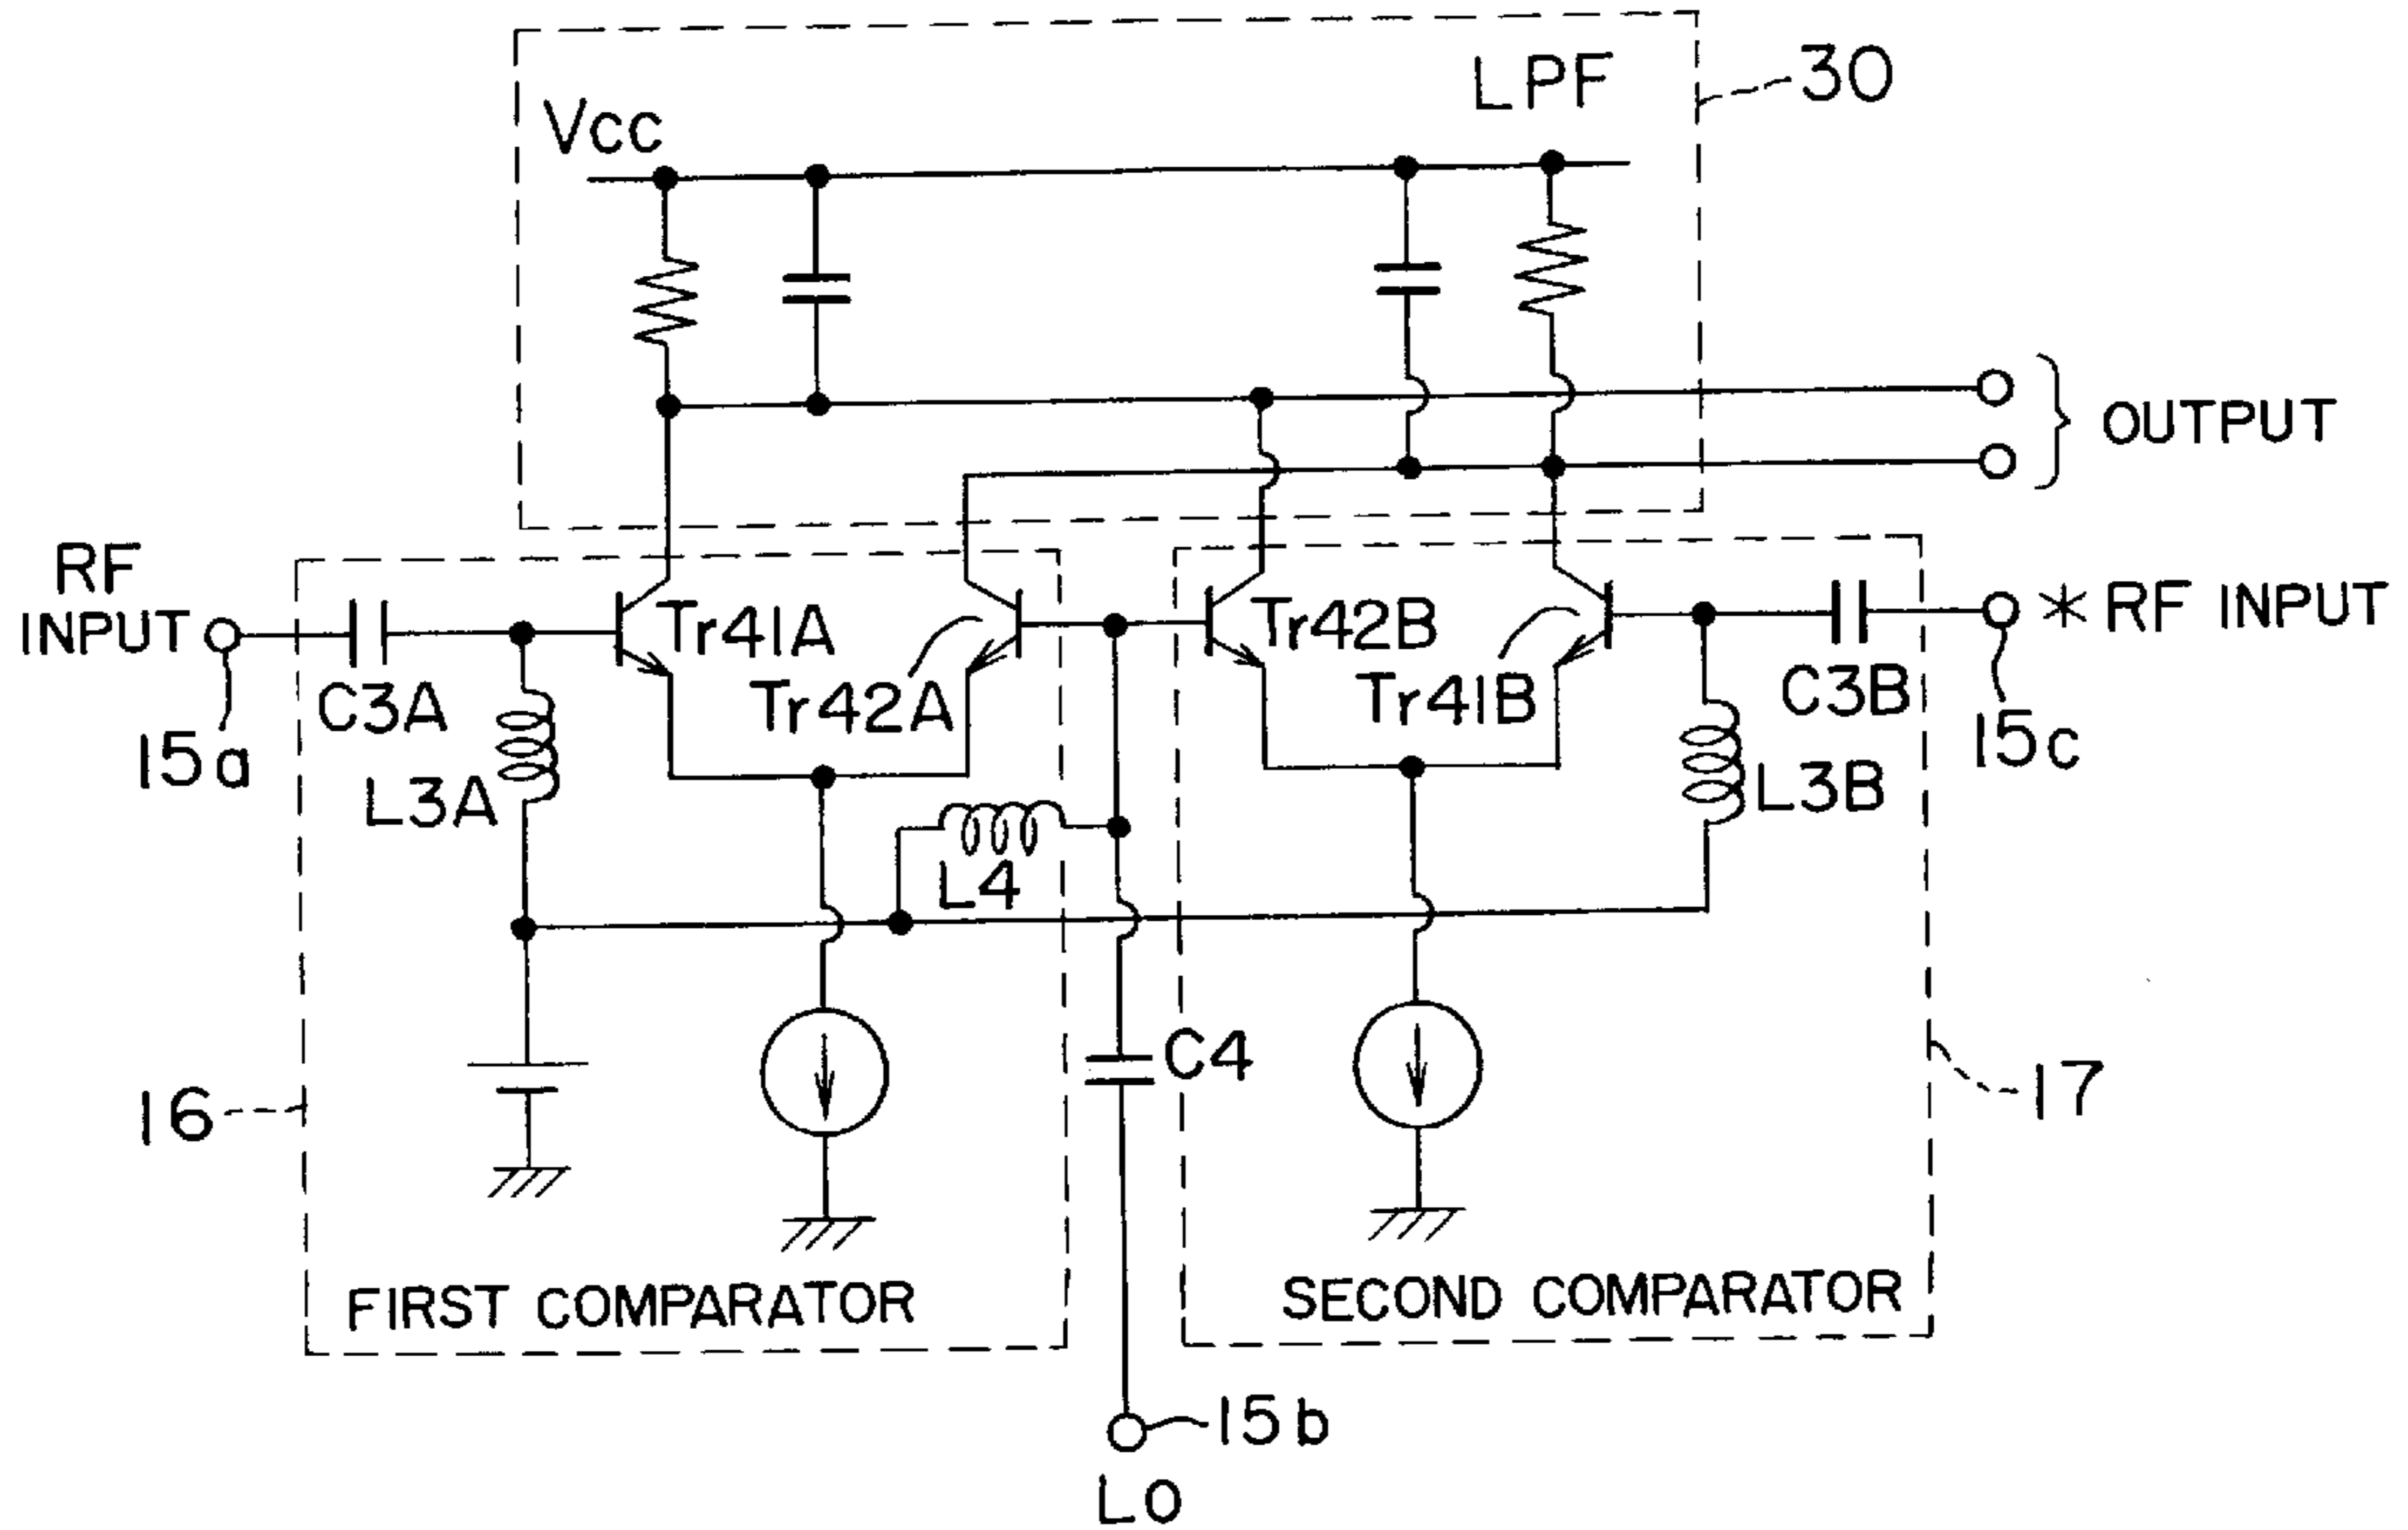 LPF
30
Vcc
OUTPUT
RF
INPUT
15a
C3A
L3A
Tr41A
Tr42A
Tr42B
Tr41B
C3B
L3B
* RF INPUT
15c
L4
C4
16
17
FIRST COMPARATOR
SECOND COMPARATOR
15b
Lo